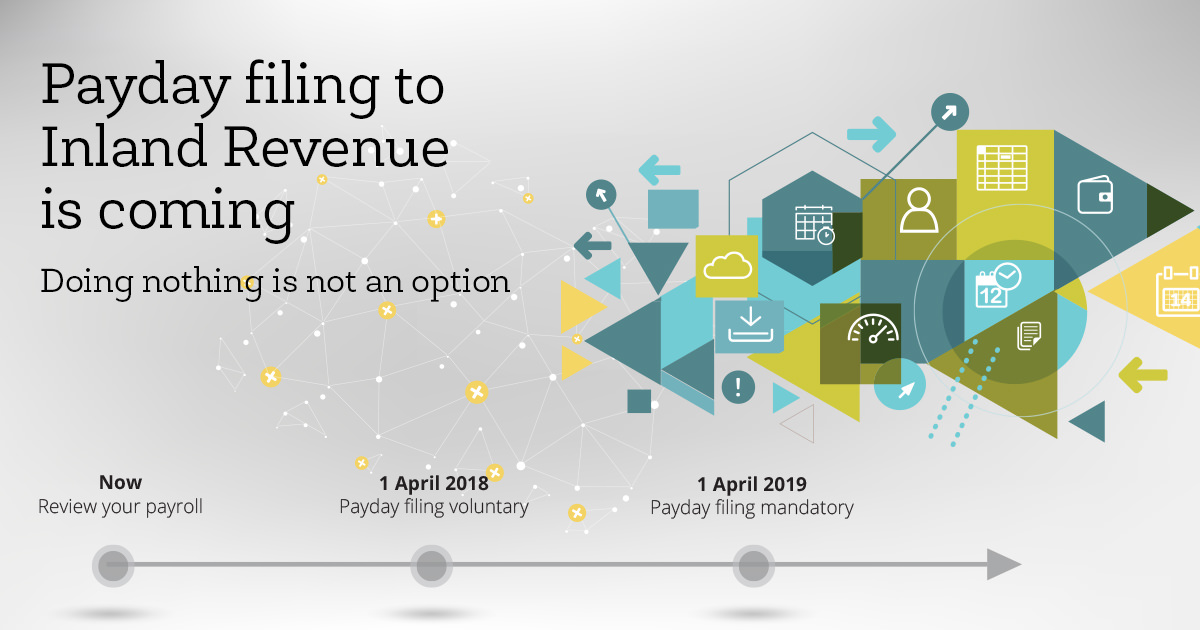 Payday filing to
Inland Revenue
is coming
Doing nothing is not an option
12
14
!
Now
Review your payroll
1 April 2018
Payday filing voluntary
1 April 2019
Payday filing mandatory